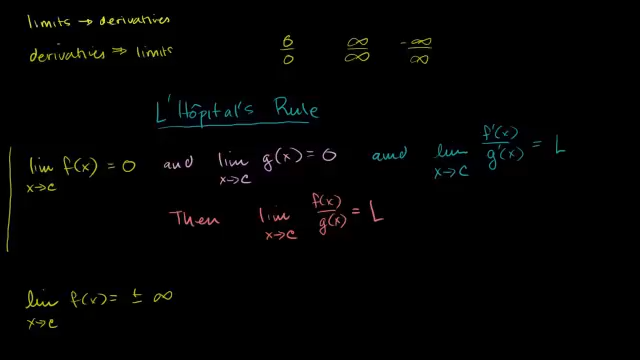 limits → derivatives
derivatives ⇒ limits 0/0 ∞/∞ -∞/∞
L'Hôpital's Rule
lim x→c f(x) = 0 and lim x→c g(x) = 0 and lim x→c f'(x)/g'(x) = L
Then lim x→c f(x)/g(x) = L
lim x→c f(x) = ± ∞